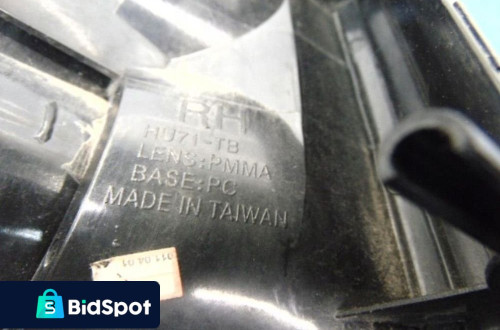 RH
HU71-TB
LENS:PMMA
BASE:PC
MADE IN TAIWAN
BidSpot